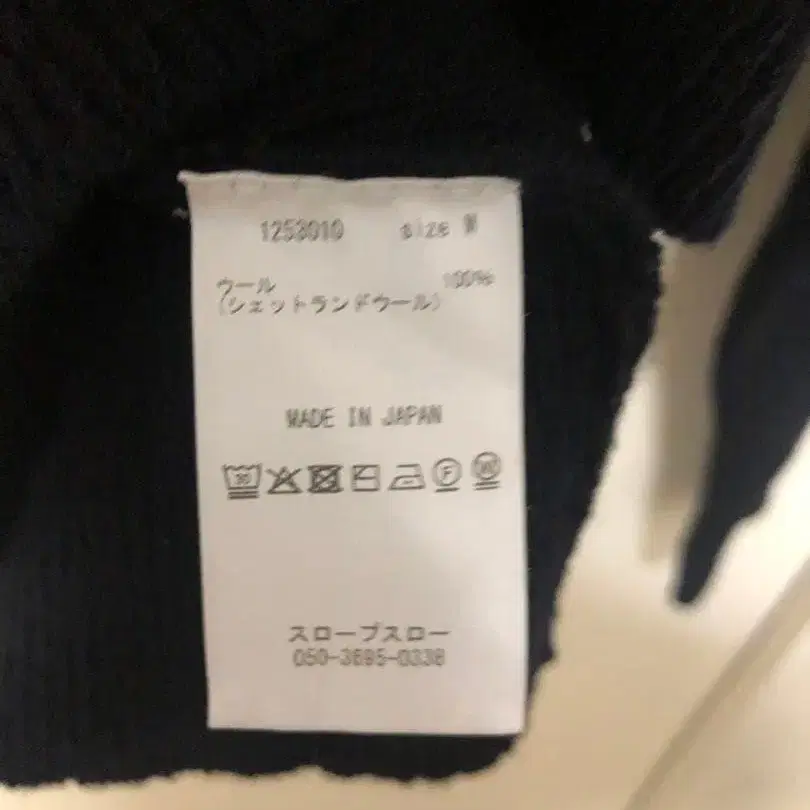 1253010 size M
ウール 100%
(シェットランドウール)
MADE IN JAPAN
F
スロープスロー
050-3695-0338